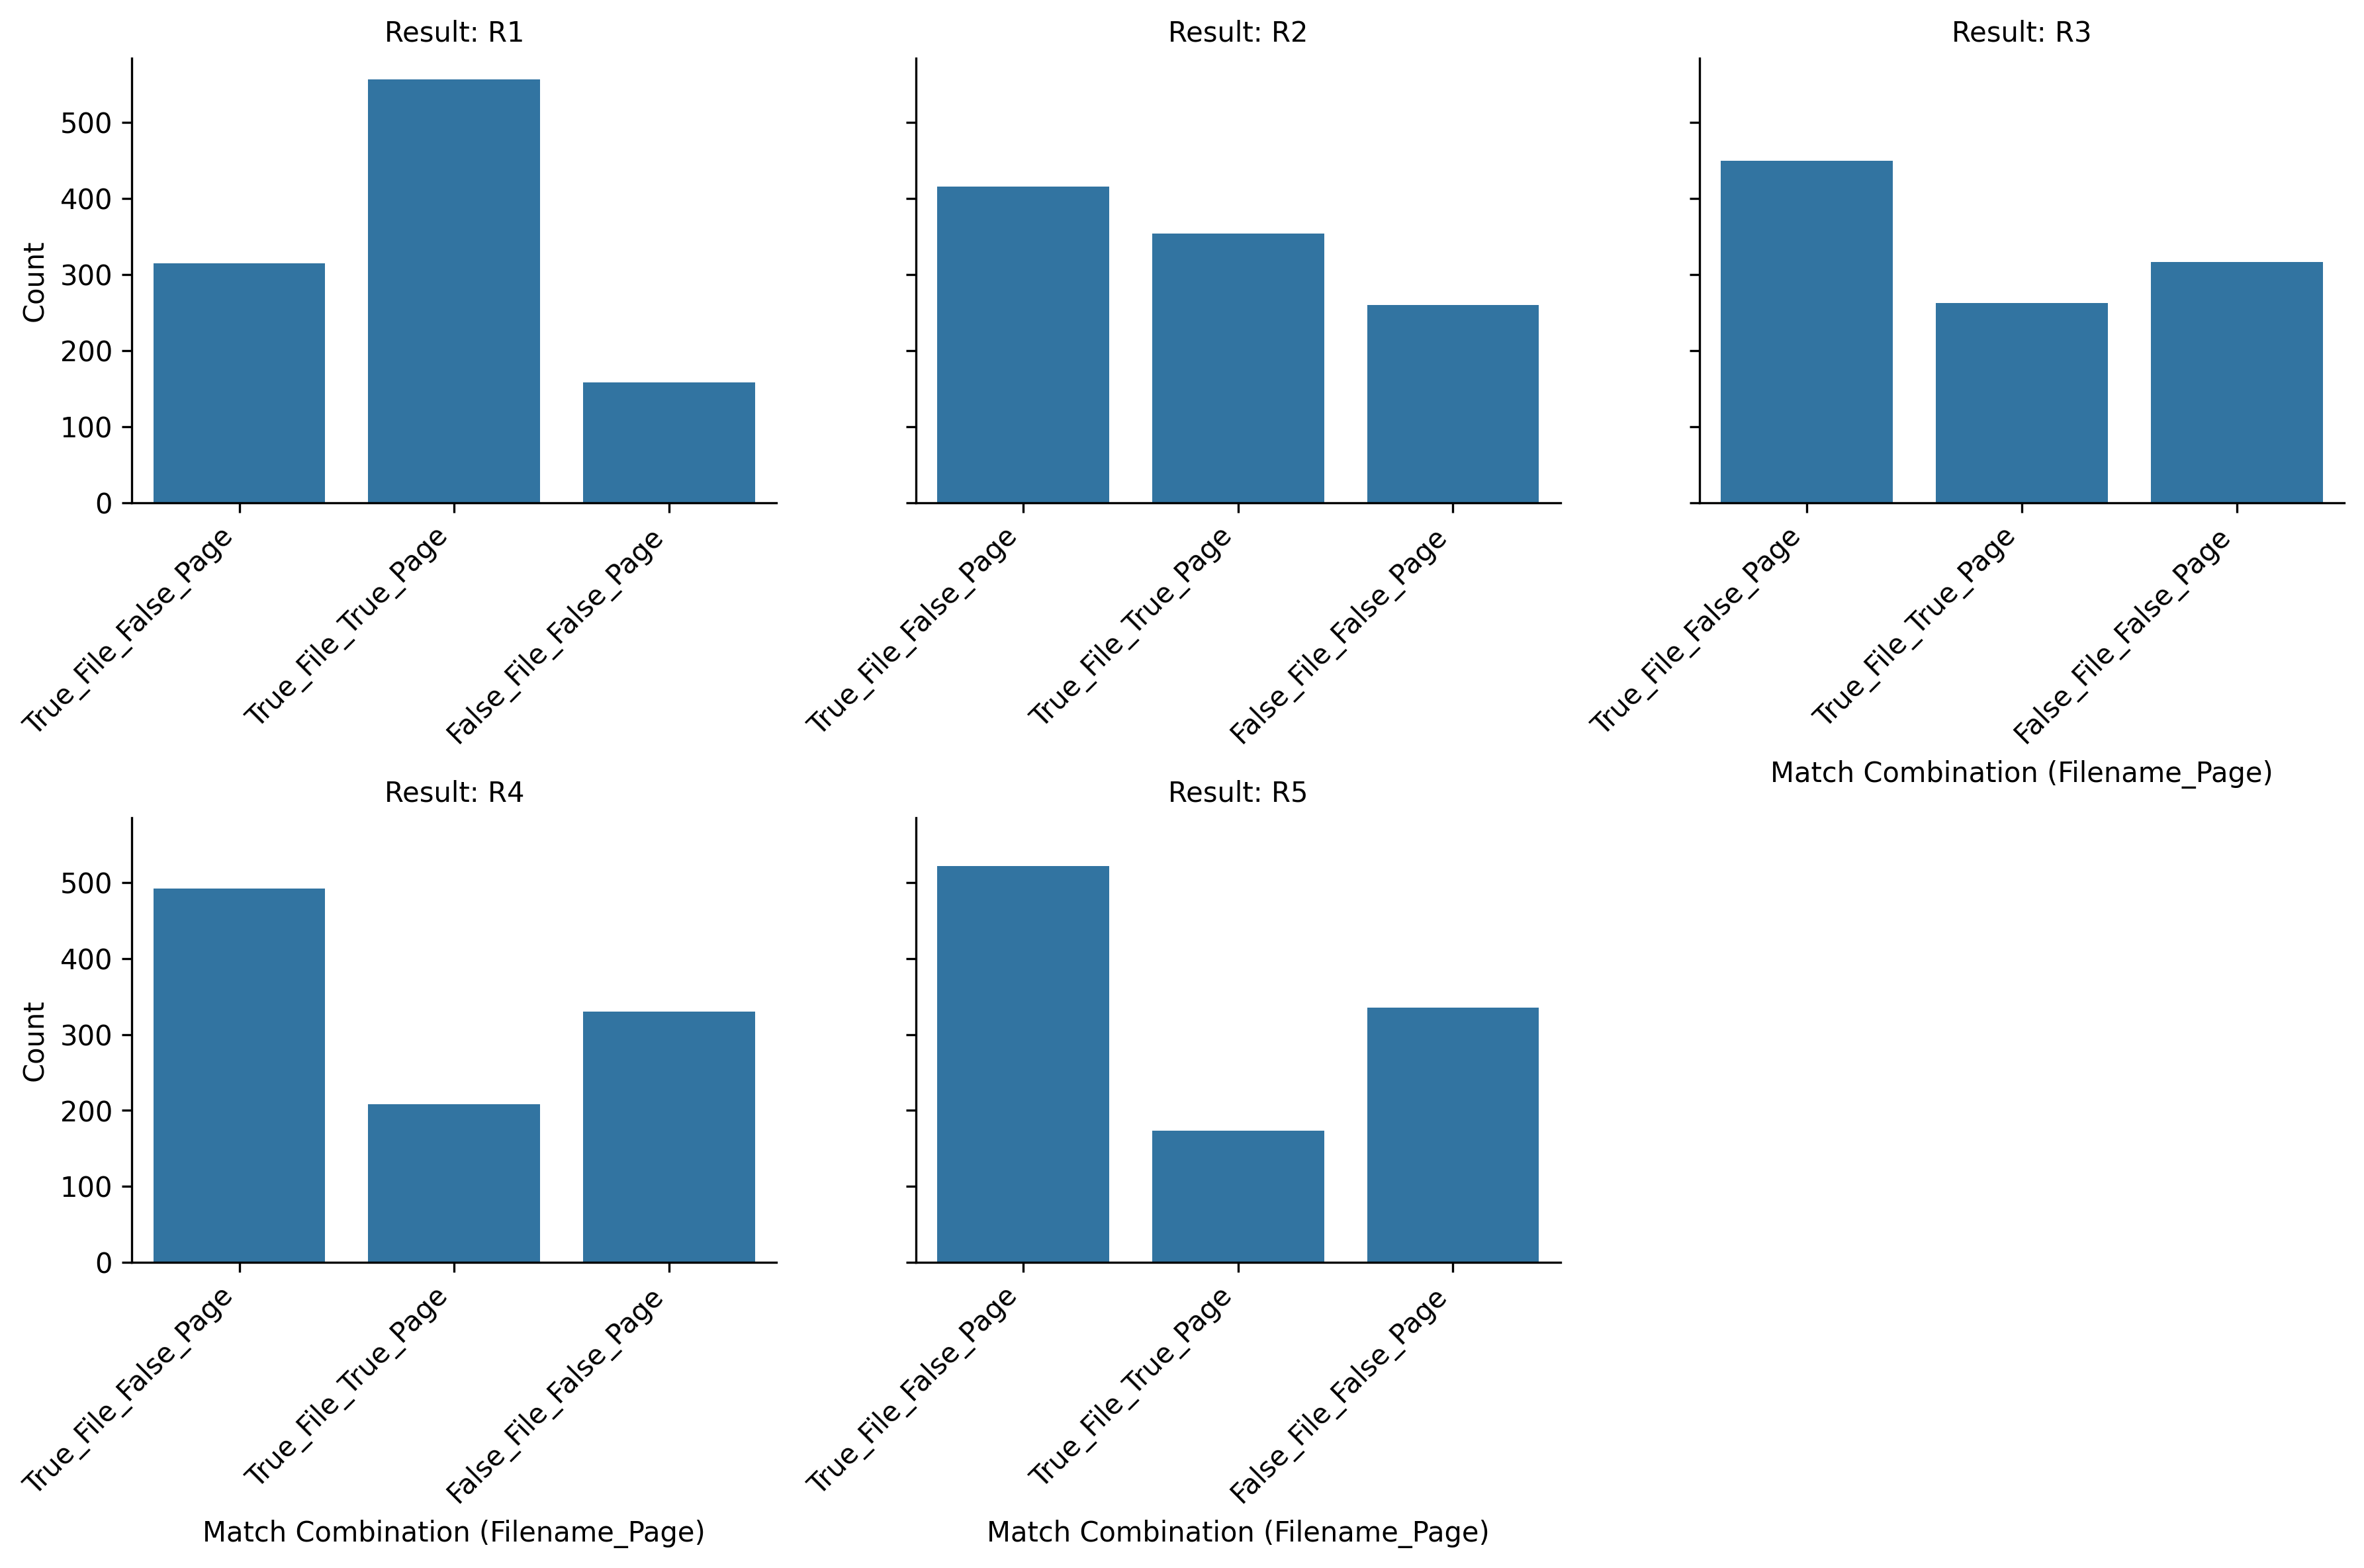 Result: R1
Count
500
400
300
200
100
0
True_File_False_Page
True_File_True_Page
False_File_False_Page
Result: R2
True_File_False_Page
True_File_True_Page
False_File_False_Page
Result: R3
True_File_False_Page
True_File_True_Page
False_File_False_Page
Match Combination (Filename_Page)
Result: R4
Count
500
400
300
200
100
0
True_File_False_Page
True_File_True_Page
False_File_False_Page
Match Combination (Filename_Page)
Result: R5
True_File_False_Page
True_File_True_Page
False_File_False_Page
Match Combination (Filename_Page)